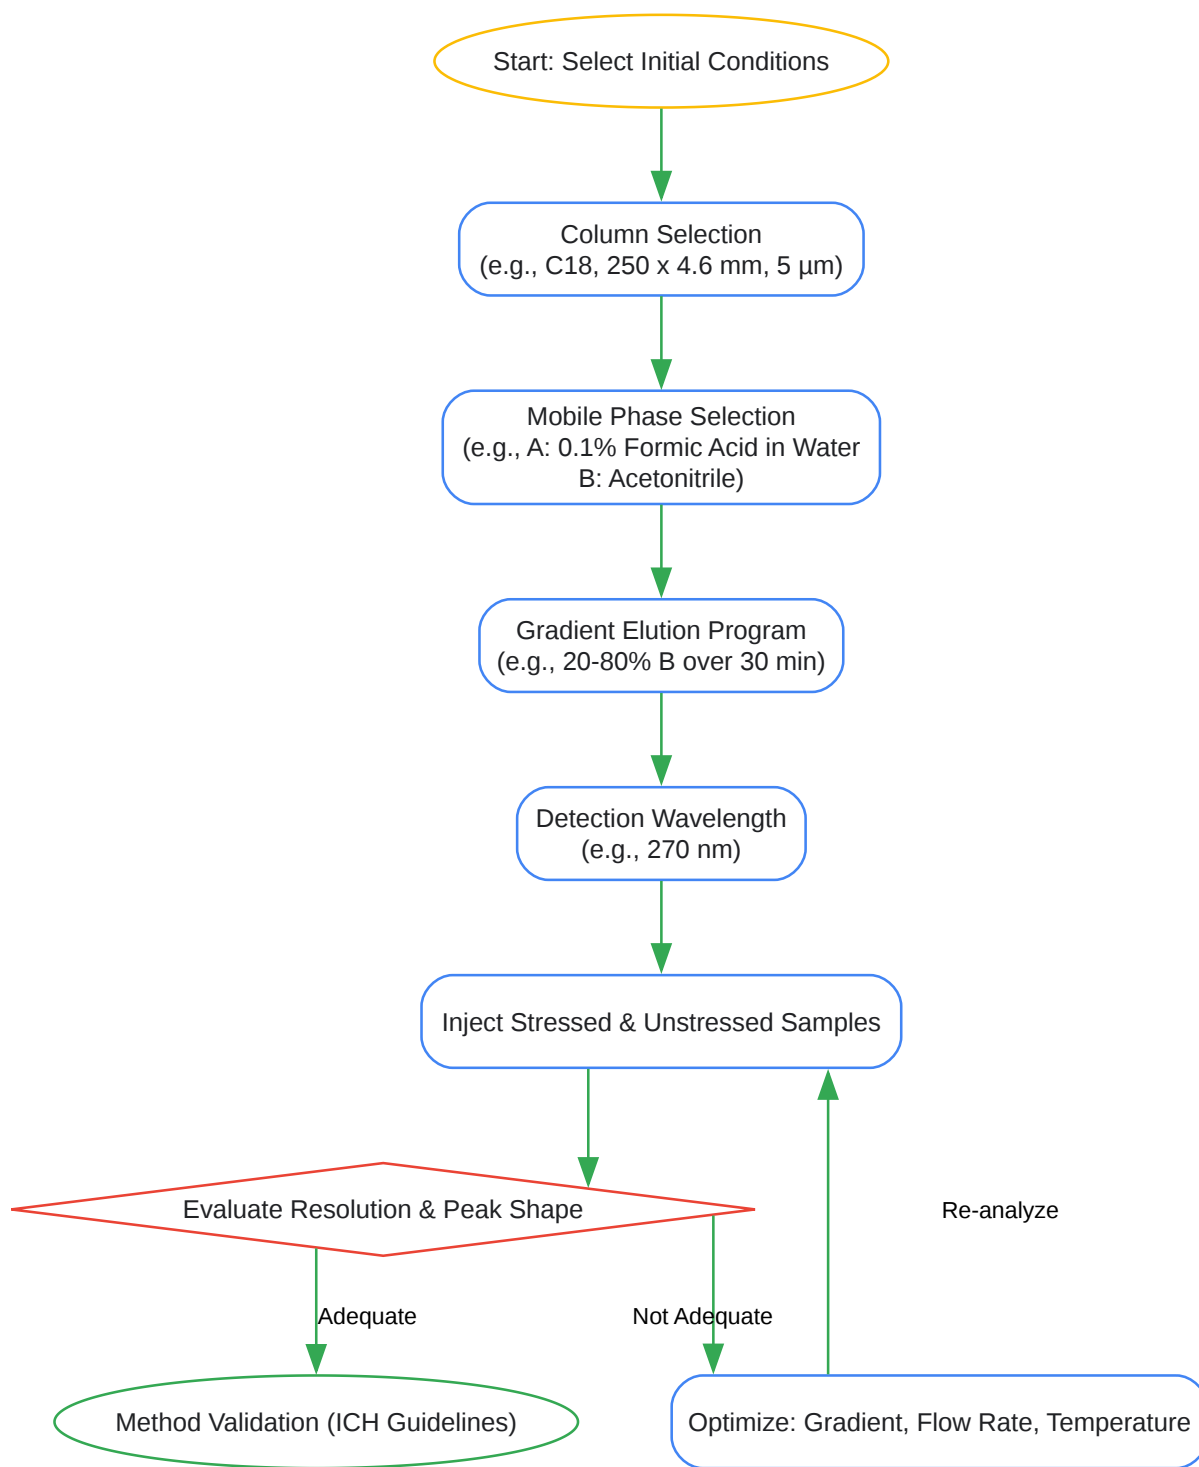 Start: Select Initial Conditions
Column Selection
(e.g., C18, 250 x 4.6 mm, 5 µm)
Mobile Phase Selection
(e.g., A: 0.1% Formic Acid in Water
B: Acetonitrile)
Gradient Elution Program
(e.g., 20-80% B over 30 min)
Detection Wavelength
(e.g., 270 nm)
Inject Stressed & Unstressed Samples
Evaluate Resolution & Peak Shape
Re-analyze
Adequate
Not Adequate
Method Validation (ICH Guidelines)
Optimize: Gradient, Flow Rate, Temperature